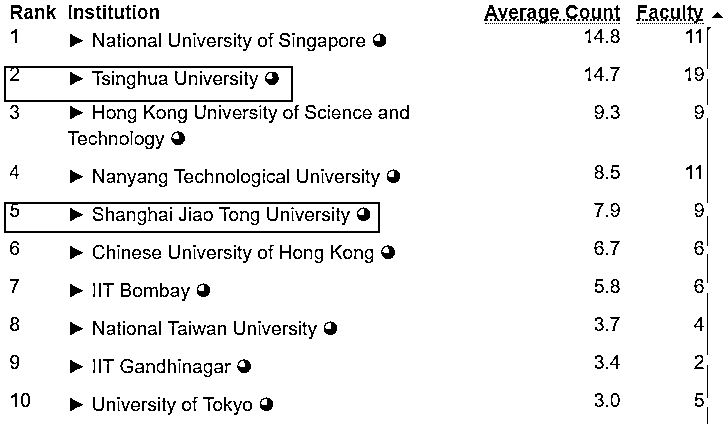 Rank Institution Average Count Faculty
1 ► National University of Singapore 14.8 11
2 ► Tsinghua University 14.7 19
3 ► Hong Kong University of Science and 9.3 9
Technology
4 ► Nanyang Technological University 8.5 11
5 ► Shanghai Jiao Tong University 7.9 9
6 ► Chinese University of Hong Kong 6.7 6
7 ► IIT Bombay 5.8 6
8 ► National Taiwan University 3.7 4
9 ► IIT Gandhinagar 3.4 2
10 ► University of Tokyo 3.0 5